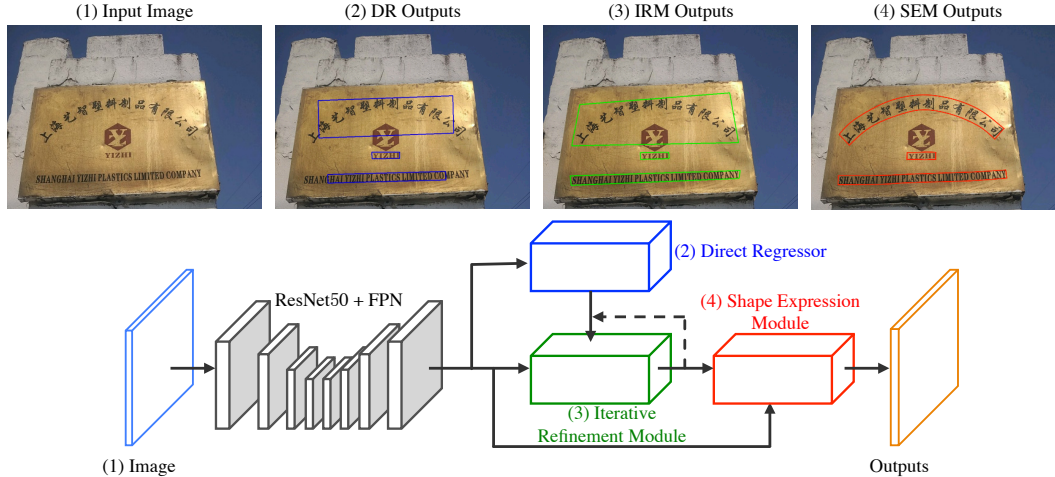 (1) Input Image
(2) DR Outputs
(3) IRM Outputs
(4) SEM Outputs
上海艺智塑料制品有限公司
YIZHI
SHANGHAI YIZHI PLASTICS LIMITED COMPANY
上海艺智塑料制品有限公司
YIZHI
SHANGHAI YIZHI PLASTICS LIMITED COMPANY
上海艺智塑料制品有限公司
YIZHI
SHANGHAI YIZHI PLASTICS LIMITED COMPANY
上海艺智塑料制品有限公司
YIZHI
SHANGHAI YIZHI PLASTICS LIMITED COMPANY
(2) Direct Regressor
ResNet50 + FPN
(4) Shape Expression
Module
(3) Iterative
Refinement Module
(1) Image
Outputs